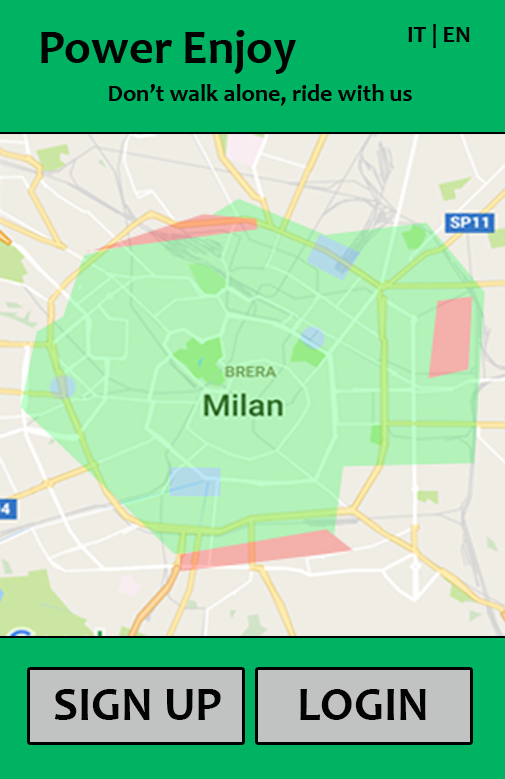 Power Enjoy
IT | EN
Don’t walk alone, ride with us
SP11
BRERA
Milan
4
SIGN UP
LOGIN